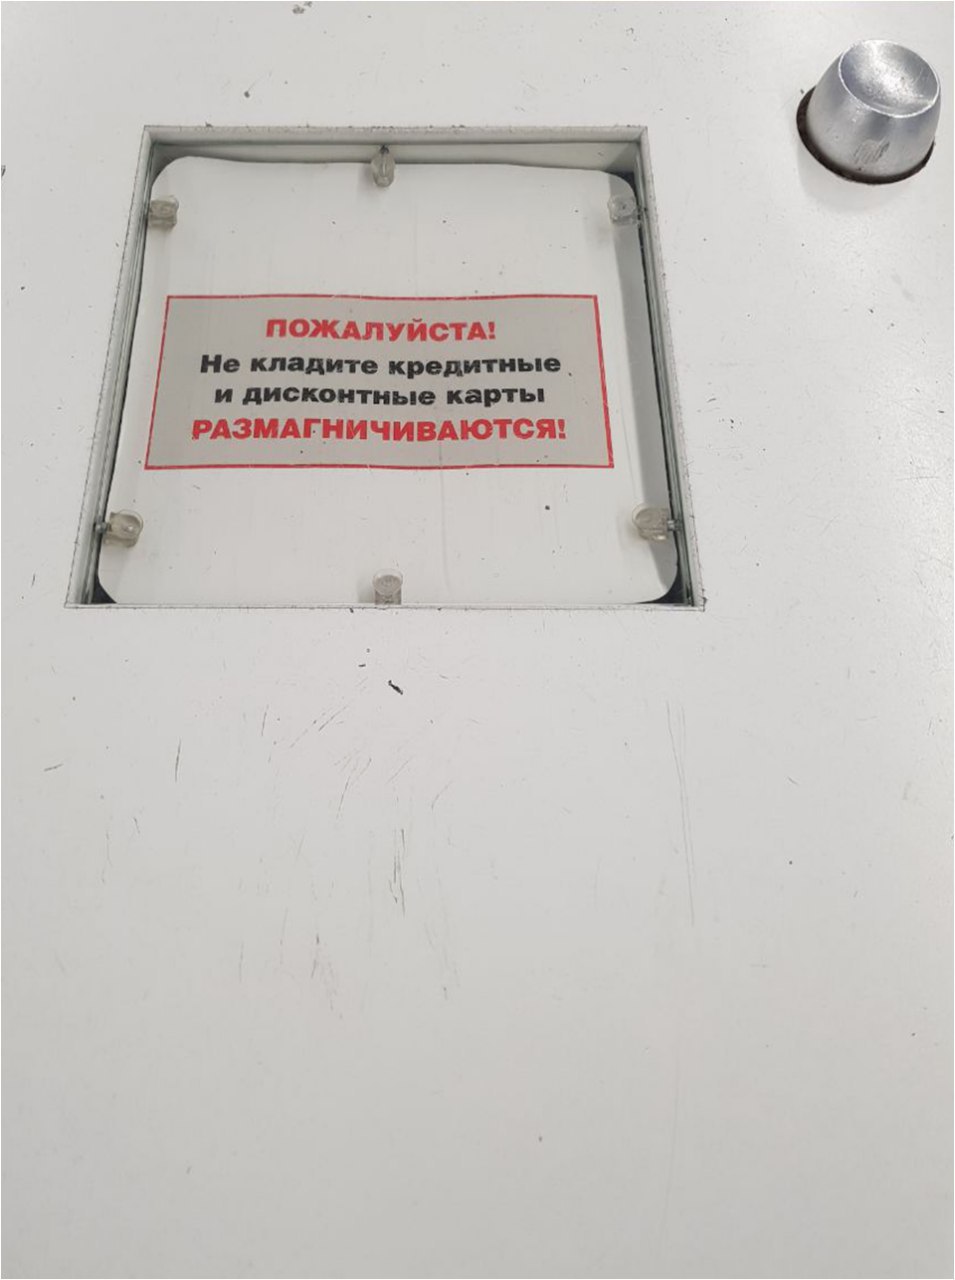 ПОЖАЛУЙСТА!
Не кладите кредитные
и дисконтные карты
РАЗМАГНИЧИВАЮТСЯ!